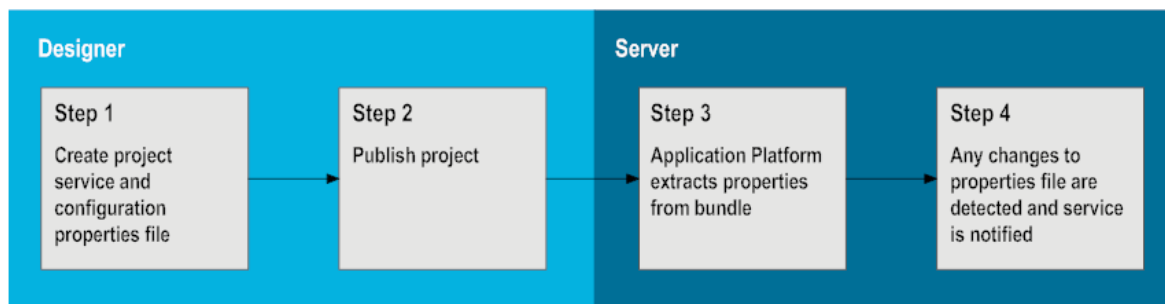 Designer
Server
Step 1
Create project
service and
configuration
properties file
Step 2
Publish project
Step 3
Application Platform
extracts properties
from bundle
Step 4
Any changes to
properties file are
detected and service
is notified